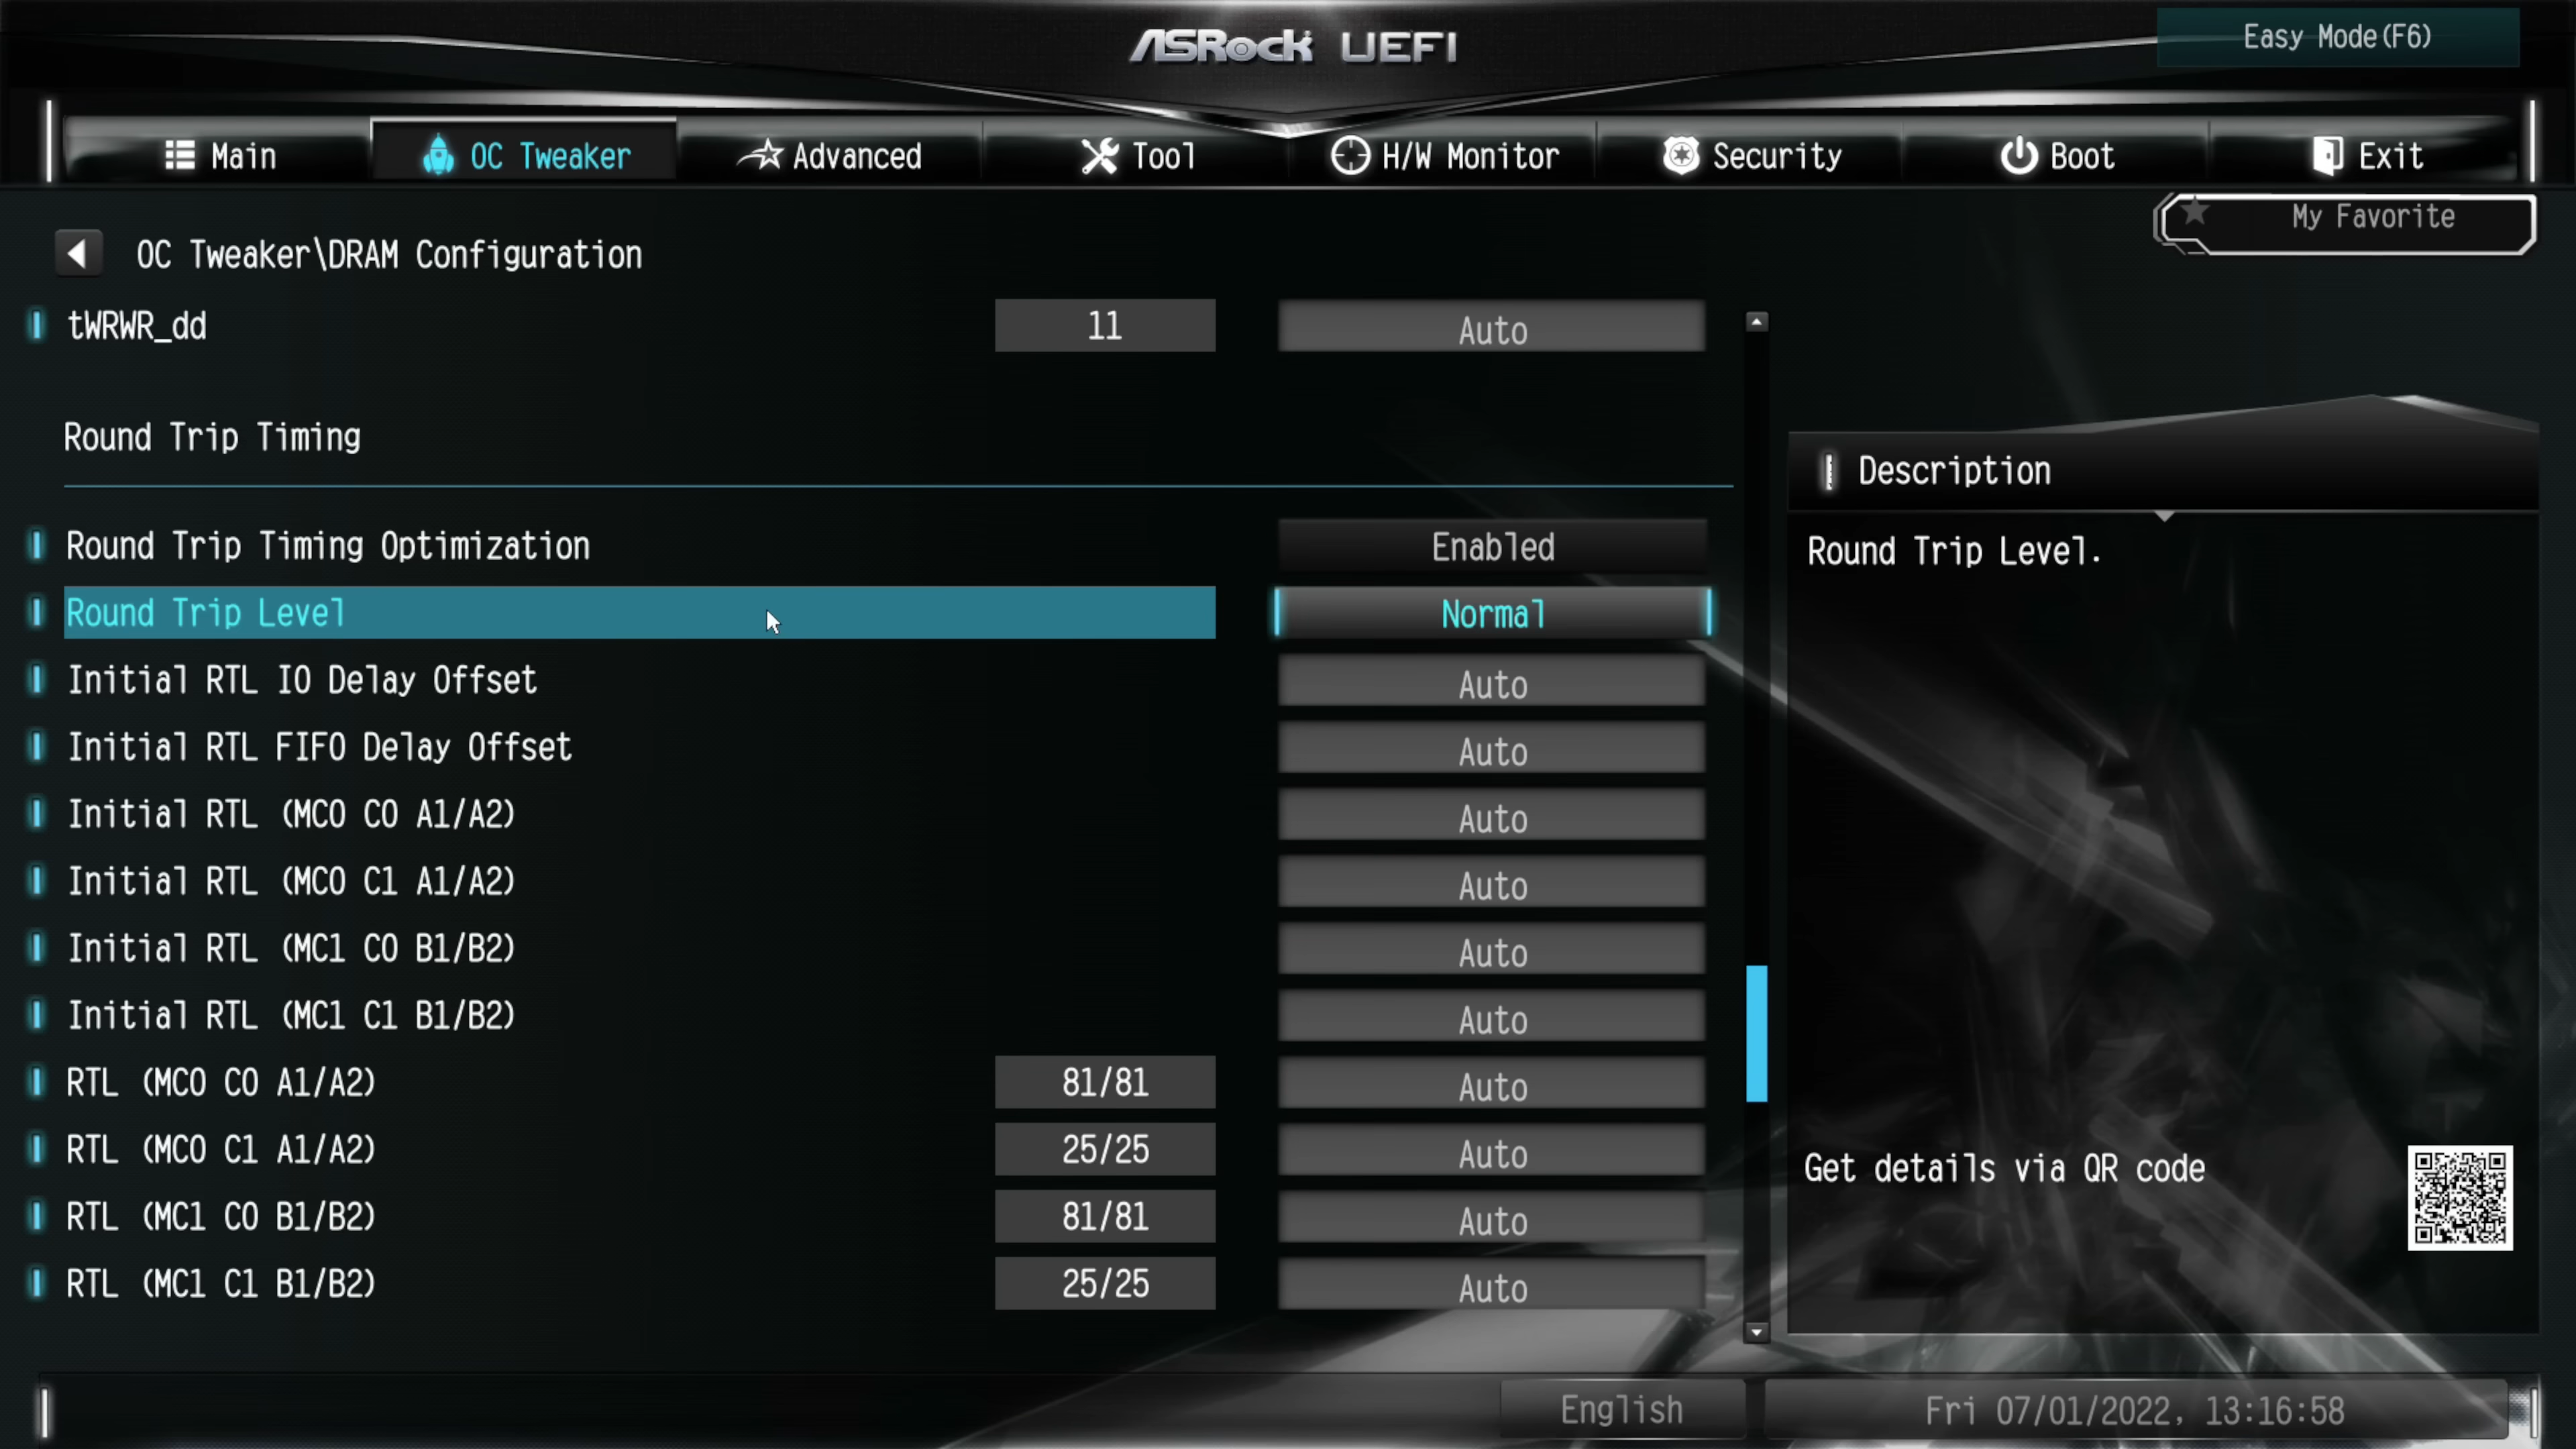 ASRock UEFI
Easy Mode(F6)
Main
OC Tweaker
Advanced
Tool
H/W Monitor
Security
Boot
Exit
My Favorite
OC Tweaker\DRAM Configuration
tWRWR_dd 11 Auto
Round Trip Timing
Round Trip Timing Optimization Enabled
Round Trip Level Normal
Initial RTL IO Delay Offset Auto
Initial RTL FIFO Delay Offset Auto
Initial RTL (MC0 C0 A1/A2) Auto
Initial RTL (MC0 C1 A1/A2) Auto
Initial RTL (MC1 C0 B1/B2) Auto
Initial RTL (MC1 C1 B1/B2) Auto
RTL (MC0 C0 A1/A2) 81/81 Auto
RTL (MC0 C1 A1/A2) 25/25 Auto
RTL (MC1 C0 B1/B2) 81/81 Auto
RTL (MC1 C1 B1/B2) 25/25 Auto
Description
Round Trip Level.
Get details via QR code
English
Fri 07/01/2022, 13:16:58